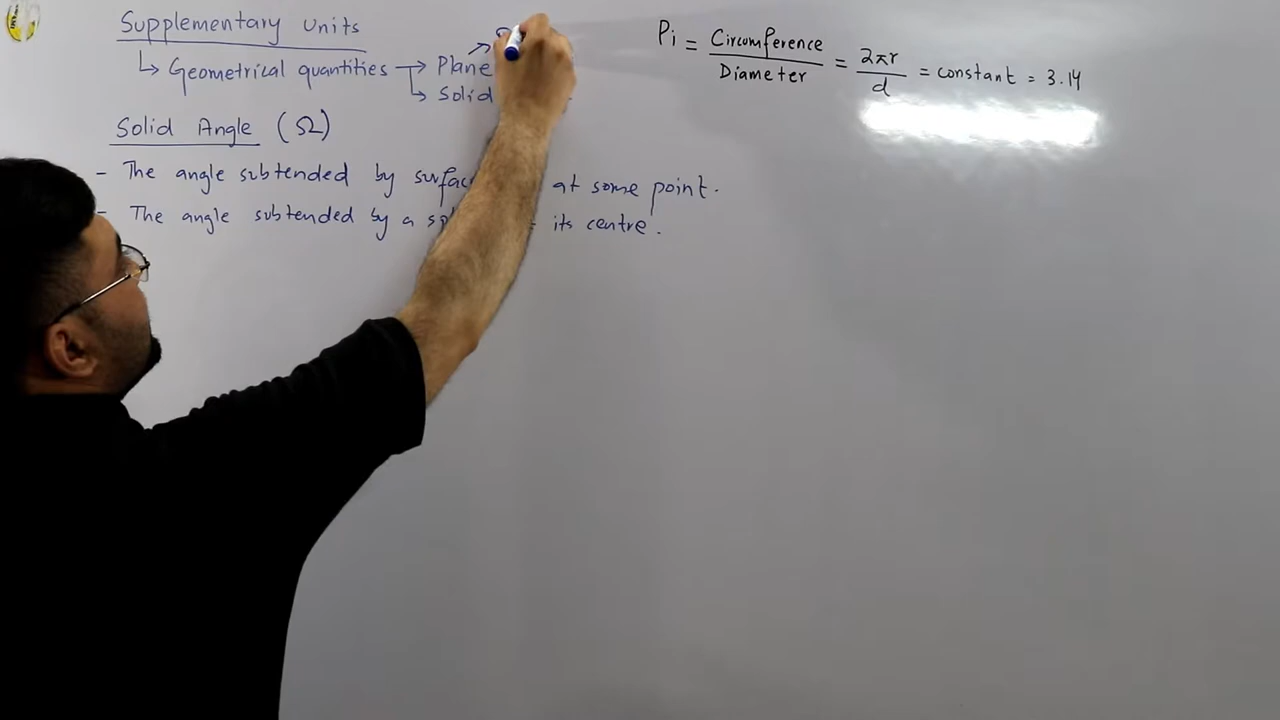 Supplementary units
↳ Geometrical quantities → Plane
↳ Solid
Solid Angle (Ω)
- The angle subtended by at some point.
- The angle subtended by a its centre.
Pi = Circumference / Diameter = 2πr / d = constant = 3.14